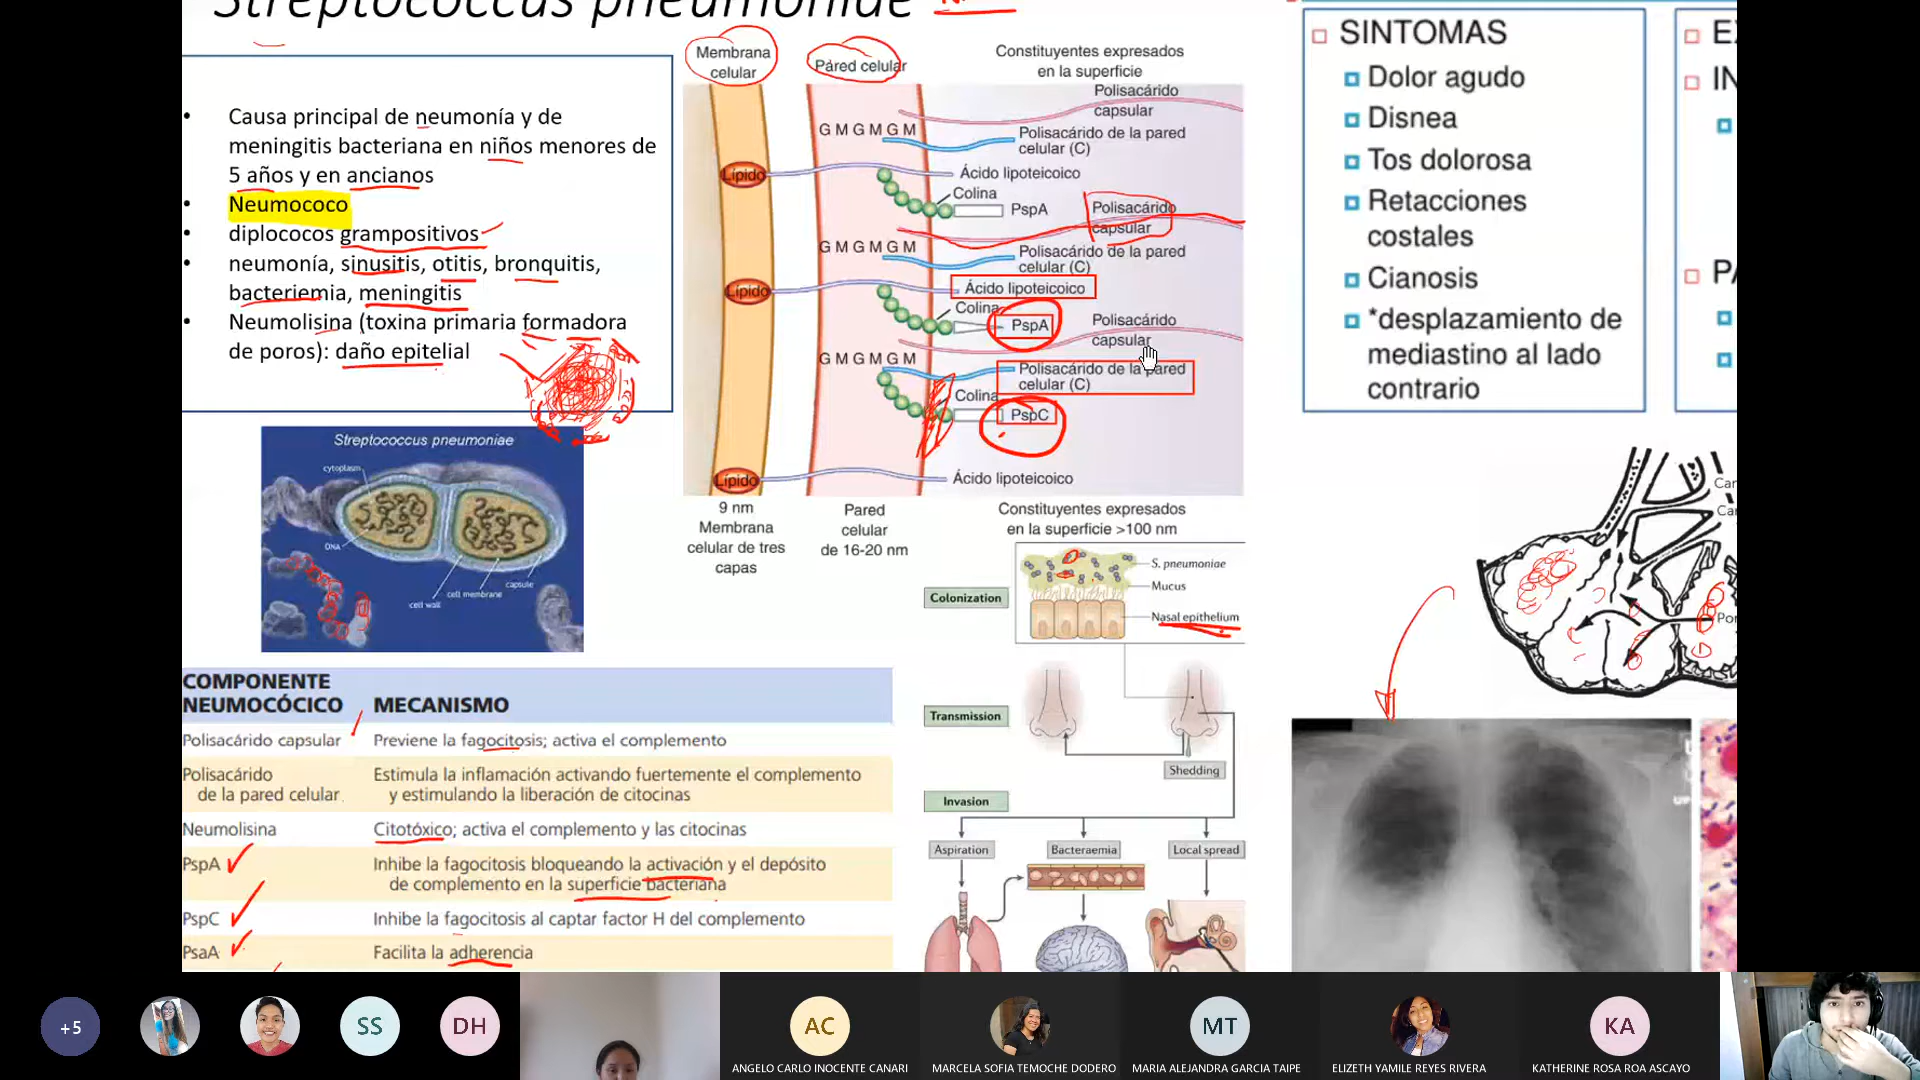 Streptococcus pneumoniae
• Causa principal de neumonía y de
meningitis bacteriana en niños menores de
5 años y en ancianos
• Neumococo
• diplococos grampositivos
• neumonía, sinusitis, otitis, bronquitis,
bacteriemia, meningitis
• Neumolisina (toxina primaria formadora
de poros): daño epitelial
Streptococcus pneumoniae
cytoplasm
DNA
cell wall
cell membrane
capsule
Membrana
celular
Pared celular
Constituyentes expresados
en la superficie
Polisacárido
capsular
G M G M G M
Polisacárido de la pared
celular (C)
Lípido
Ácido lipoteicoico
Colina
PspA
Polisacárido
capsular
G M G M G M
Polisacárido de la pared
celular (C)
Lípido
Ácido lipoteicoico
Colina
PspA
Polisacárido
capsular
G M G M G M
Polisacárido de la pared
celular (C)
Colina
PspC
Lípido
Ácido lipoteicoico
9 nm
Membrana
celular de tres
capas
Pared
celular
de 16-20 nm
Constituyentes expresados
en la superficie >100 nm
Colonization
S. pneumoniae
Mucus
Nasal epithelium
Transmission
Shedding
Invasion
Aspiration
Bacteraemia
Local spread
COMPONENTE
NEUMOCÓCICO
MECANISMO
Polisacárido capsular
Previene la fagocitosis; activa el complemento
Polisacárido
de la pared celular
Estimula la inflamación activando fuertemente el complemento
y estimulando la liberación de citocinas
Neumolisina
Citotóxico; activa el complemento y las citocinas
PspA
Inhibe la fagocitosis bloqueando la activación y el depósito
de complemento en la superficie bacteriana
PspC
Inhibe la fagocitosis al captar factor H del complemento
PsaA
Facilita la adherencia
SINTOMAS
Dolor agudo
Disnea
Tos dolorosa
Retacciones
costales
Cianosis
*desplazamiento de
mediastino al lado
contrario
E
IN
P
Car
Ca
Por
+5
SS
DH
AC
ANGELO CARLO INOCENTE CANARI
MARCELA SOFIA TEMOCHE DODERO
MT
MARIA ALEJANDRA GARCIA TAIPE
ELIZETH YAMILE REYES RIVERA
KA
KATHERINE ROSA ROA ASCAYO